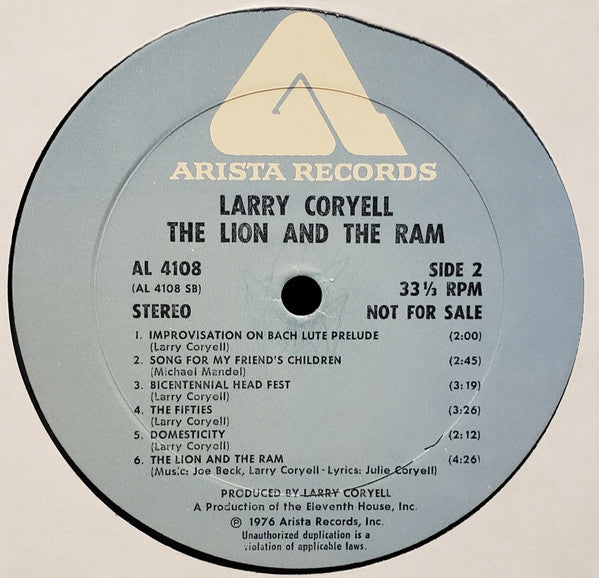 ARISTA RECORDS
LARRY CORYELL
THE LION AND THE RAM
AL 4108 SIDE 2
(AL 4108 SB) 33⅓ RPM
STEREO NOT FOR SALE
1. IMPROVISATION ON BACH LUTE PRELUDE (2:00)
(Larry Coryell)
2. SONG FOR MY FRIEND'S CHILDREN (2:45)
(Michael Mandel)
3. BICENTENNIAL HEAD FEST (3:19)
(Larry Coryell)
4. THE FIFTIES (3:26)
(Larry Coryell)
5. DOMESTICITY (2:12)
(Larry Coryell)
6. THE LION AND THE RAM (4:26)
(Music: Joe Beck, Larry Coryell · Lyrics: Julie Coryell)
PRODUCED BY LARRY CORYELL
A Production of the Eleventh House, Inc.
℗ 1976 Arista Records, Inc.
Unauthorized duplication is a
violation of applicable laws.